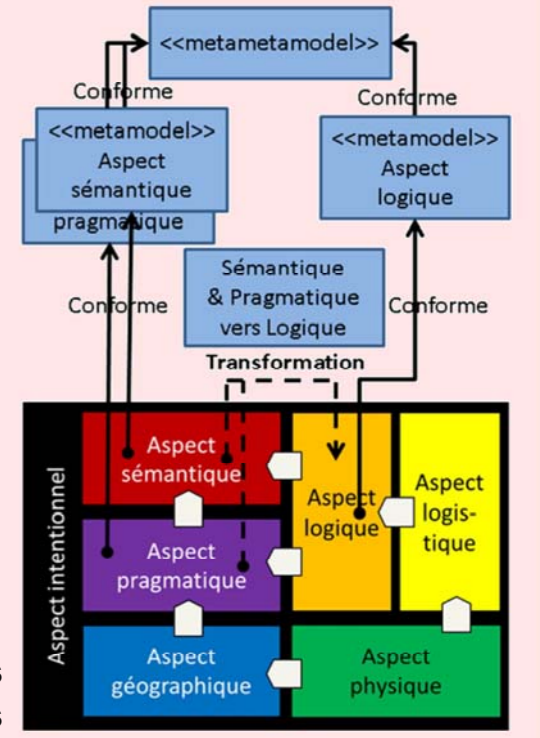 <<metametamodel>>
Conforme
Conforme
<<metamodel>>
Aspect
sémantique
pragmatique
<<metamodel>>
Aspect
logique
Sémantique
& Pragmatique
vers Logique
Conforme
Conforme
Transformation
Aspect intentionnel
Aspect
sémantique
Aspect
logique
Aspect
logis-
tique
Aspect
pragmatique
Aspect
géographique
Aspect
physique
s
s